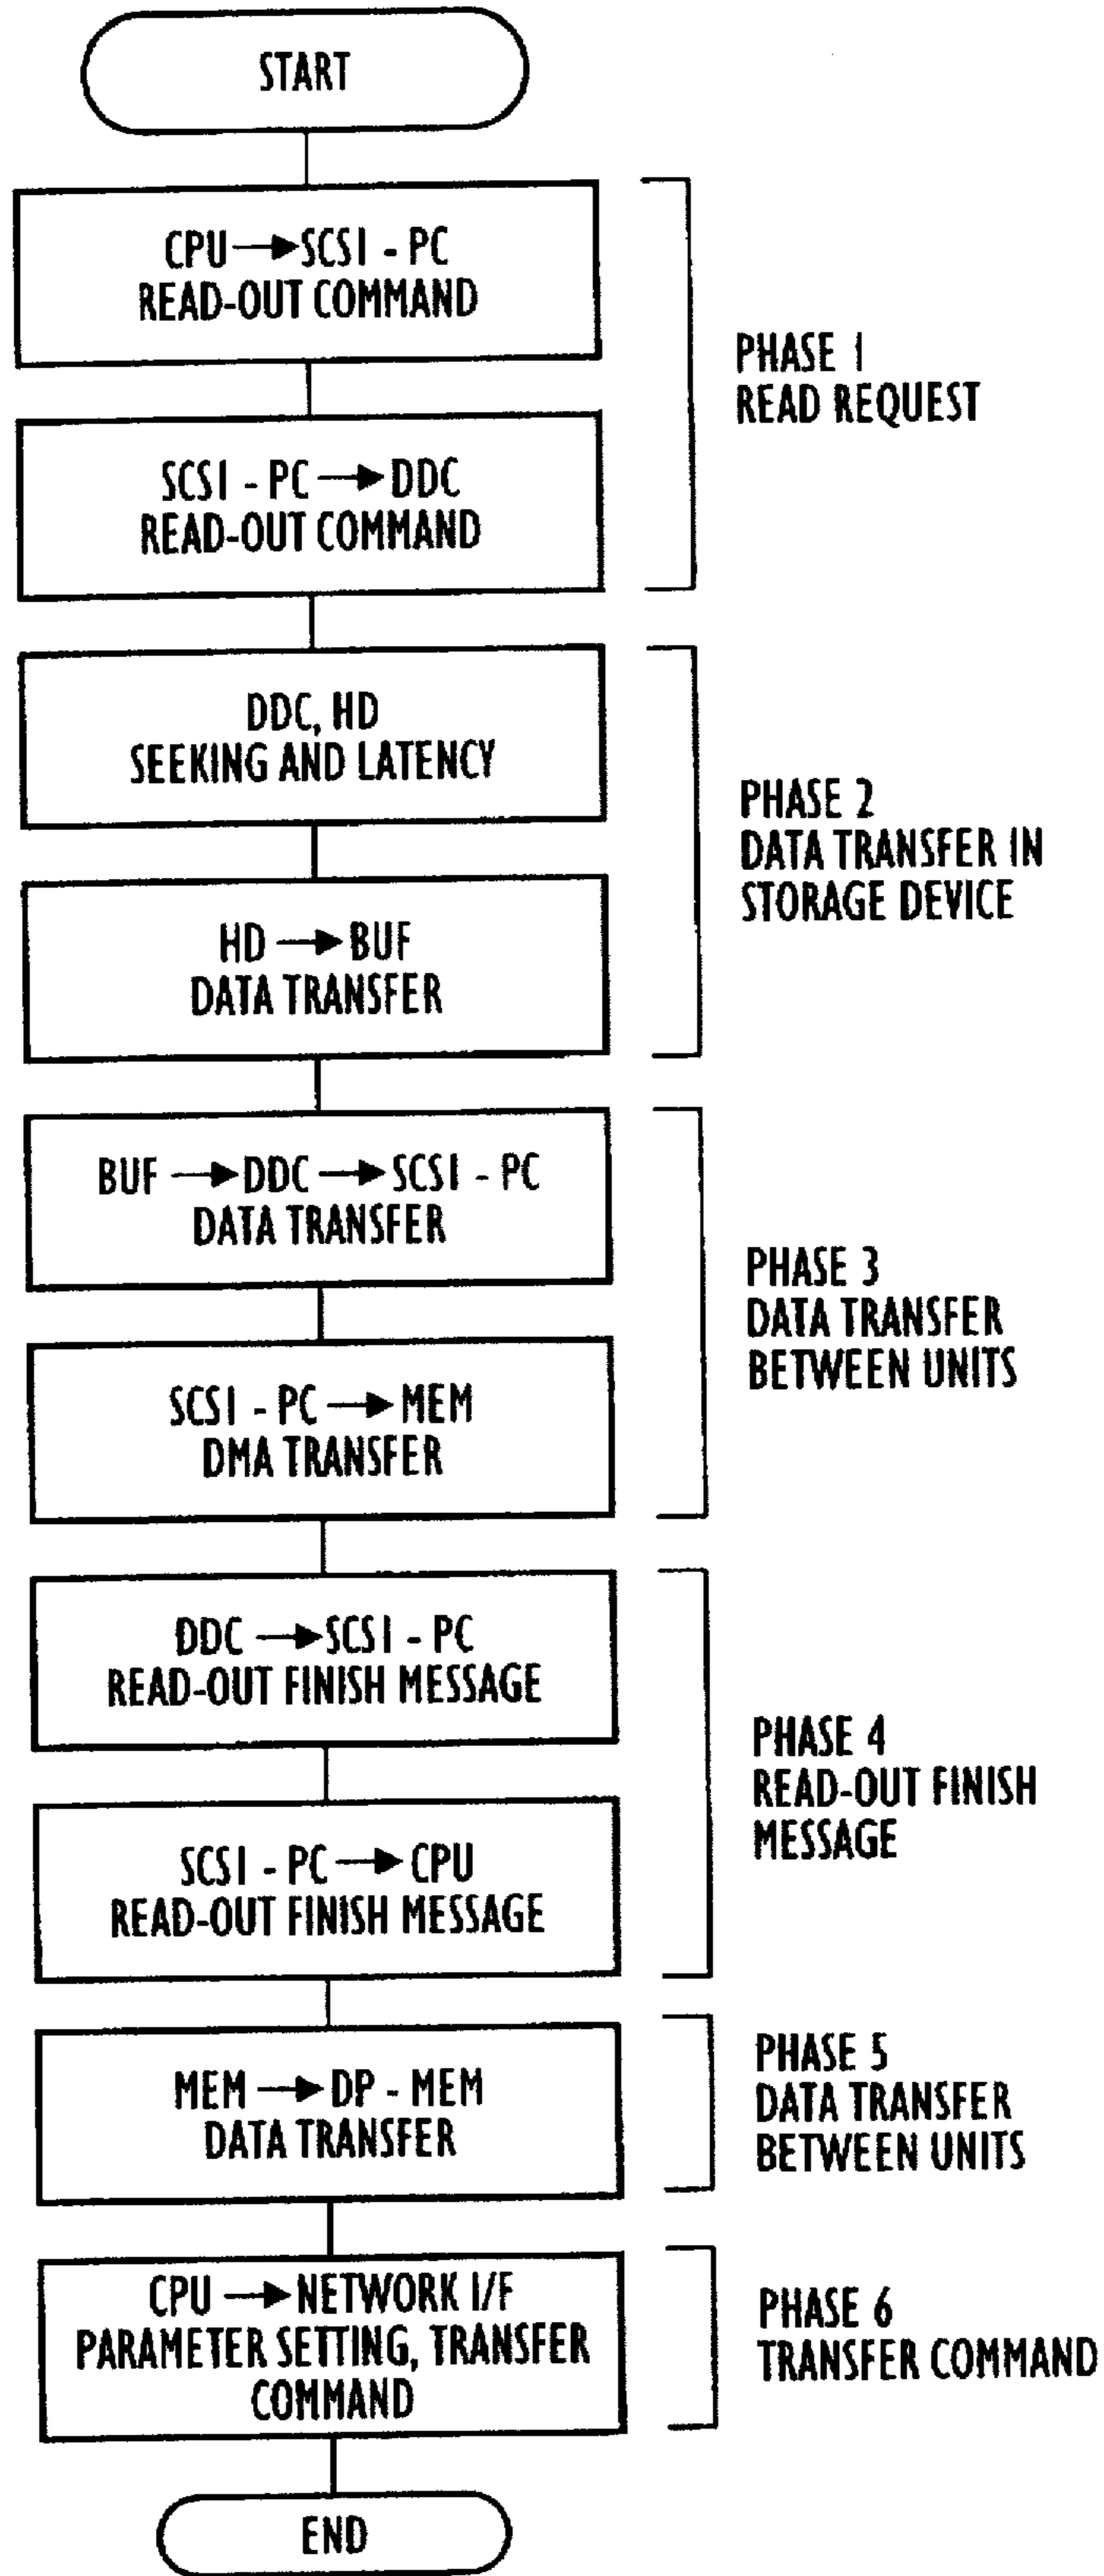 START
CPU→SCSI - PC
READ-OUT COMMAND
PHASE 1
READ REQUEST
SCSI - PC→DDC
READ-OUT COMMAND
DDC, HD
SEEKING AND LATENCY
PHASE 2
DATA TRANSFER IN
STORAGE DEVICE
HD→BUF
DATA TRANSFER
BUF→DDC→SCSI - PC
DATA TRANSFER
PHASE 3
DATA TRANSFER
BETWEEN UNITS
SCSI - PC→MEM
DMA TRANSFER
DDC→SCSI - PC
READ-OUT FINISH MESSAGE
PHASE 4
READ-OUT FINISH
MESSAGE
SCSI - PC→CPU
READ-OUT FINISH MESSAGE
MEM→DP - MEM
DATA TRANSFER
PHASE 5
DATA TRANSFER
BETWEEN UNITS
CPU→NETWORK I/F
PARAMETER SETTING, TRANSFER
COMMAND
PHASE 6
TRANSFER COMMAND
END